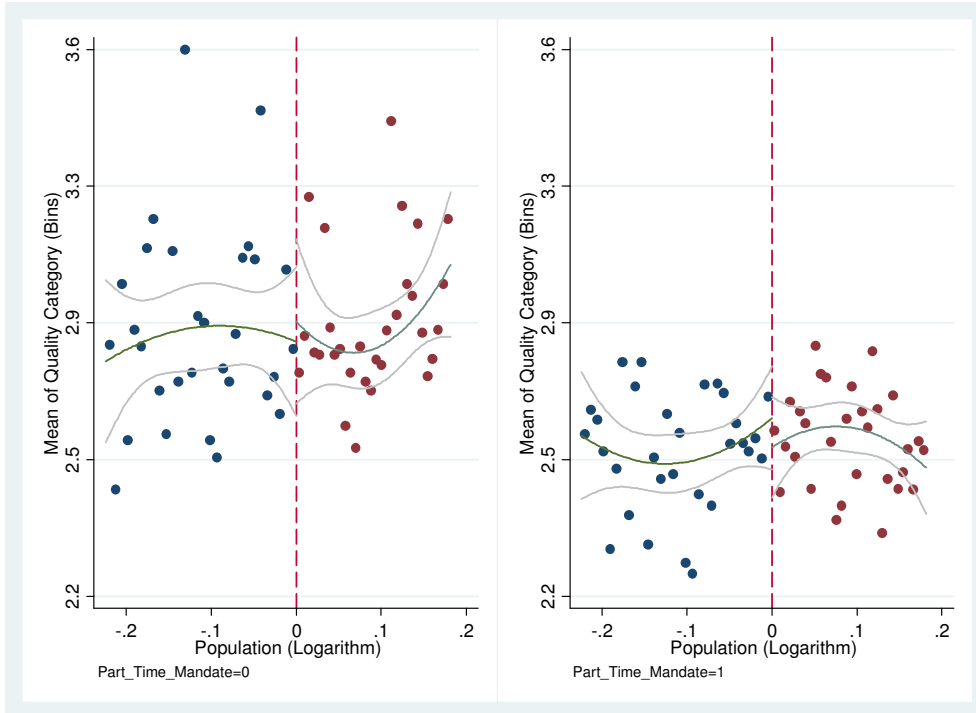 3.6
3.3
2.9
2.5
2.2
Mean of Quality Category (Bins)
-.2 -.1 0 .1 .2
Population (Logarithm)
Part_Time_Mandate=0
3.6
3.3
2.9
2.5
2.2
Mean of Quality Category (Bins)
-.2 -.1 0 .1 .2
Population (Logarithm)
Part_Time_Mandate=1